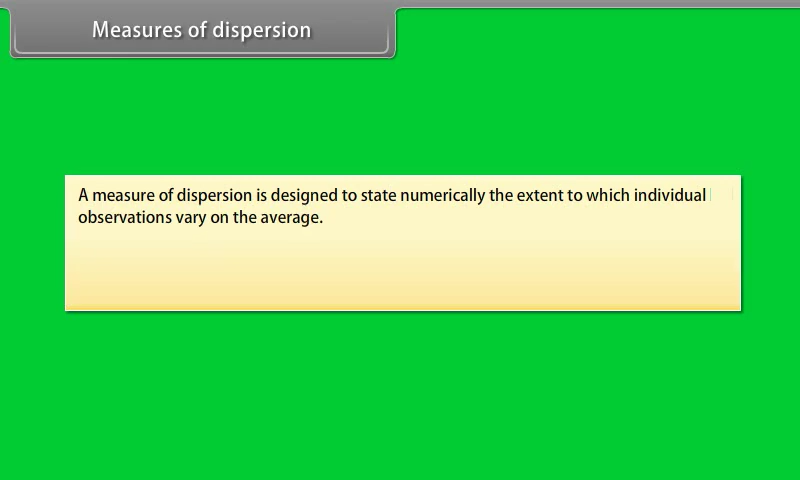 Measures of dispersion
A measure of dispersion is designed to state numerically the extent to which individual
observations vary on the average.